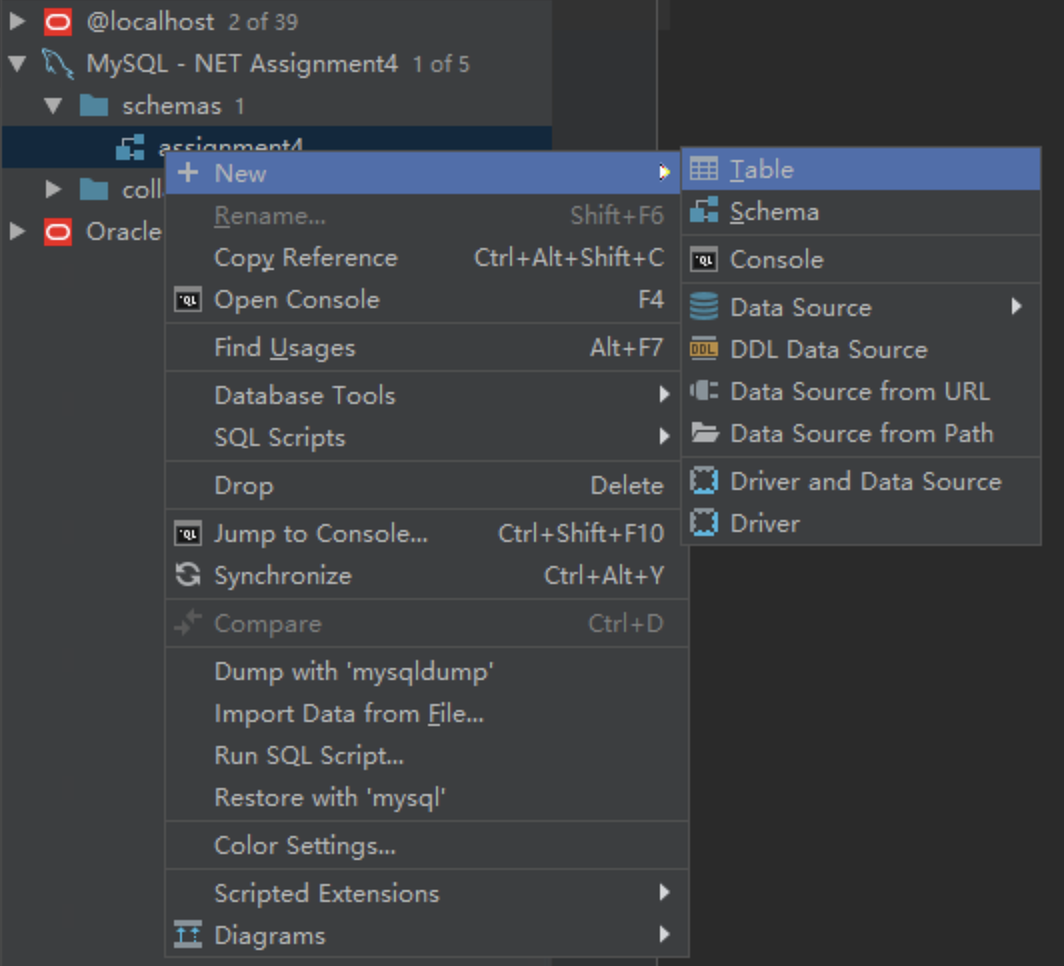 @localhost 2 of 39
MySQL - NET Assignment4 1 of 5
schemas 1
assignment4
coll
Oracle
New
Rename... Shift+F6
Copy Reference Ctrl+Alt+Shift+C
Open Console F4
Find Usages Alt+F7
Database Tools
SQL Scripts
Drop Delete
Jump to Console... Ctrl+Shift+F10
Synchronize Ctrl+Alt+Y
Compare Ctrl+D
Dump with 'mysqldump'
Import Data from File...
Run SQL Script...
Restore with 'mysql'
Color Settings...
Scripted Extensions
Diagrams
Table
Schema
Console
Data Source
DDL Data Source
Data Source from URL
Data Source from Path
Driver and Data Source
Driver